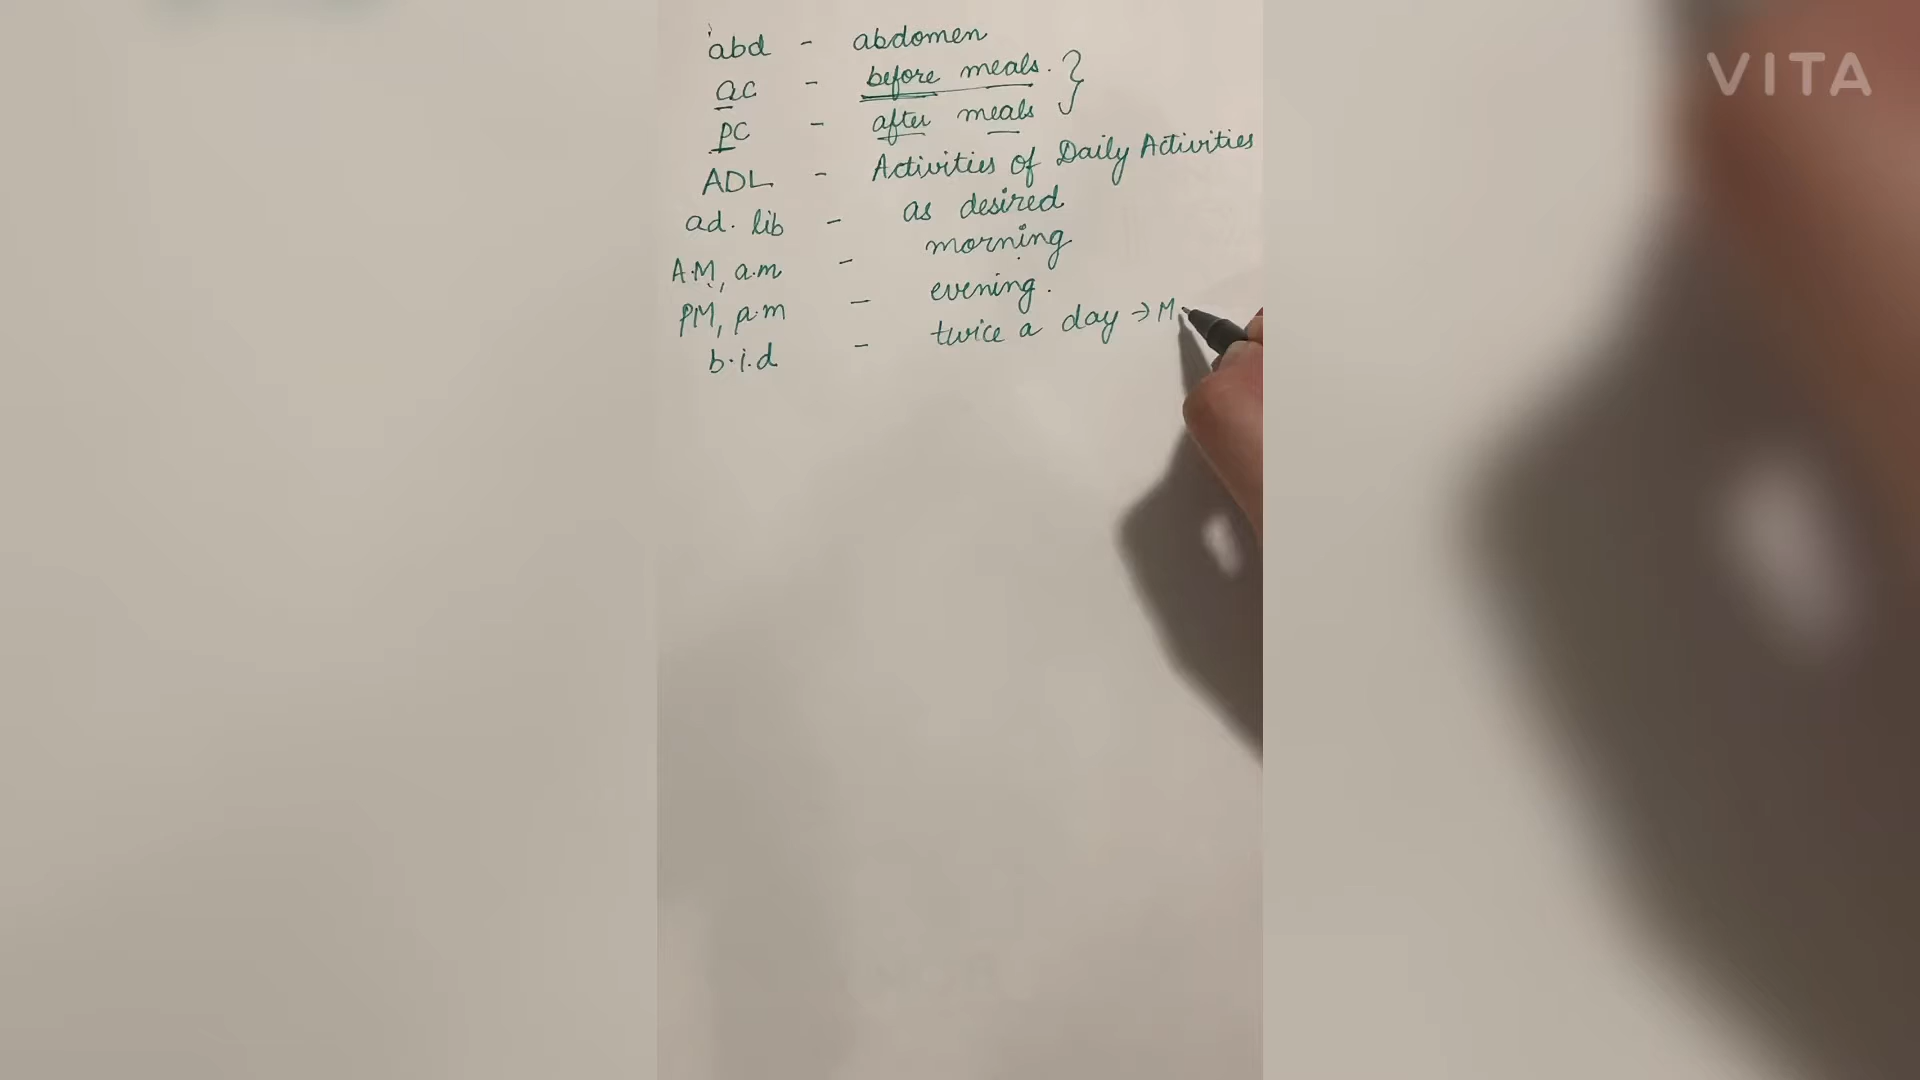 abd - abdomen
ac - before meals.
pc - after meals
ADL - Activities of Daily Activities
ad. lib - as desired
A.M, a.m - morning
PM, p.m - evening.
b.i.d - twice a day → M
VITA